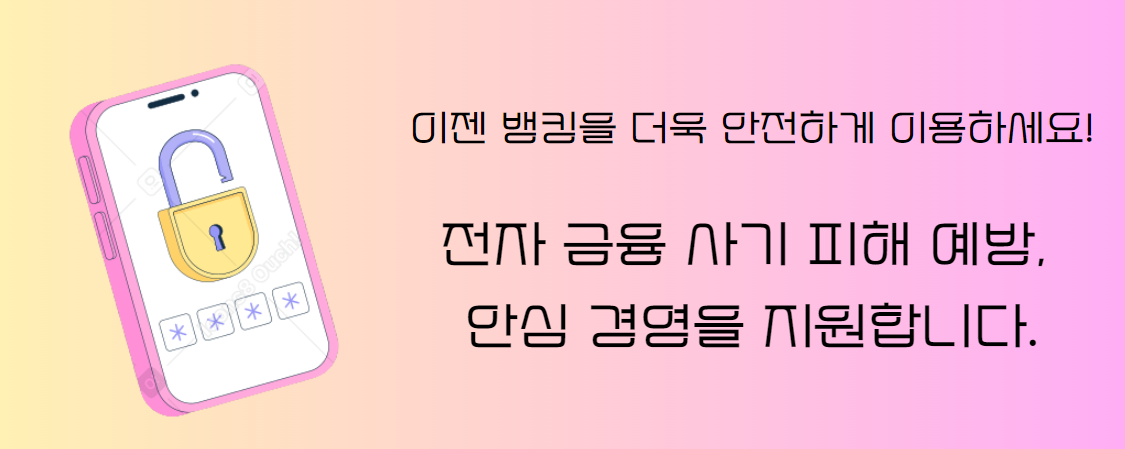 이젠 뱅킹을 더욱 안전하게 이용하세요!
전자 금융 사기 피해 예방,
안심 경영을 지원합니다.